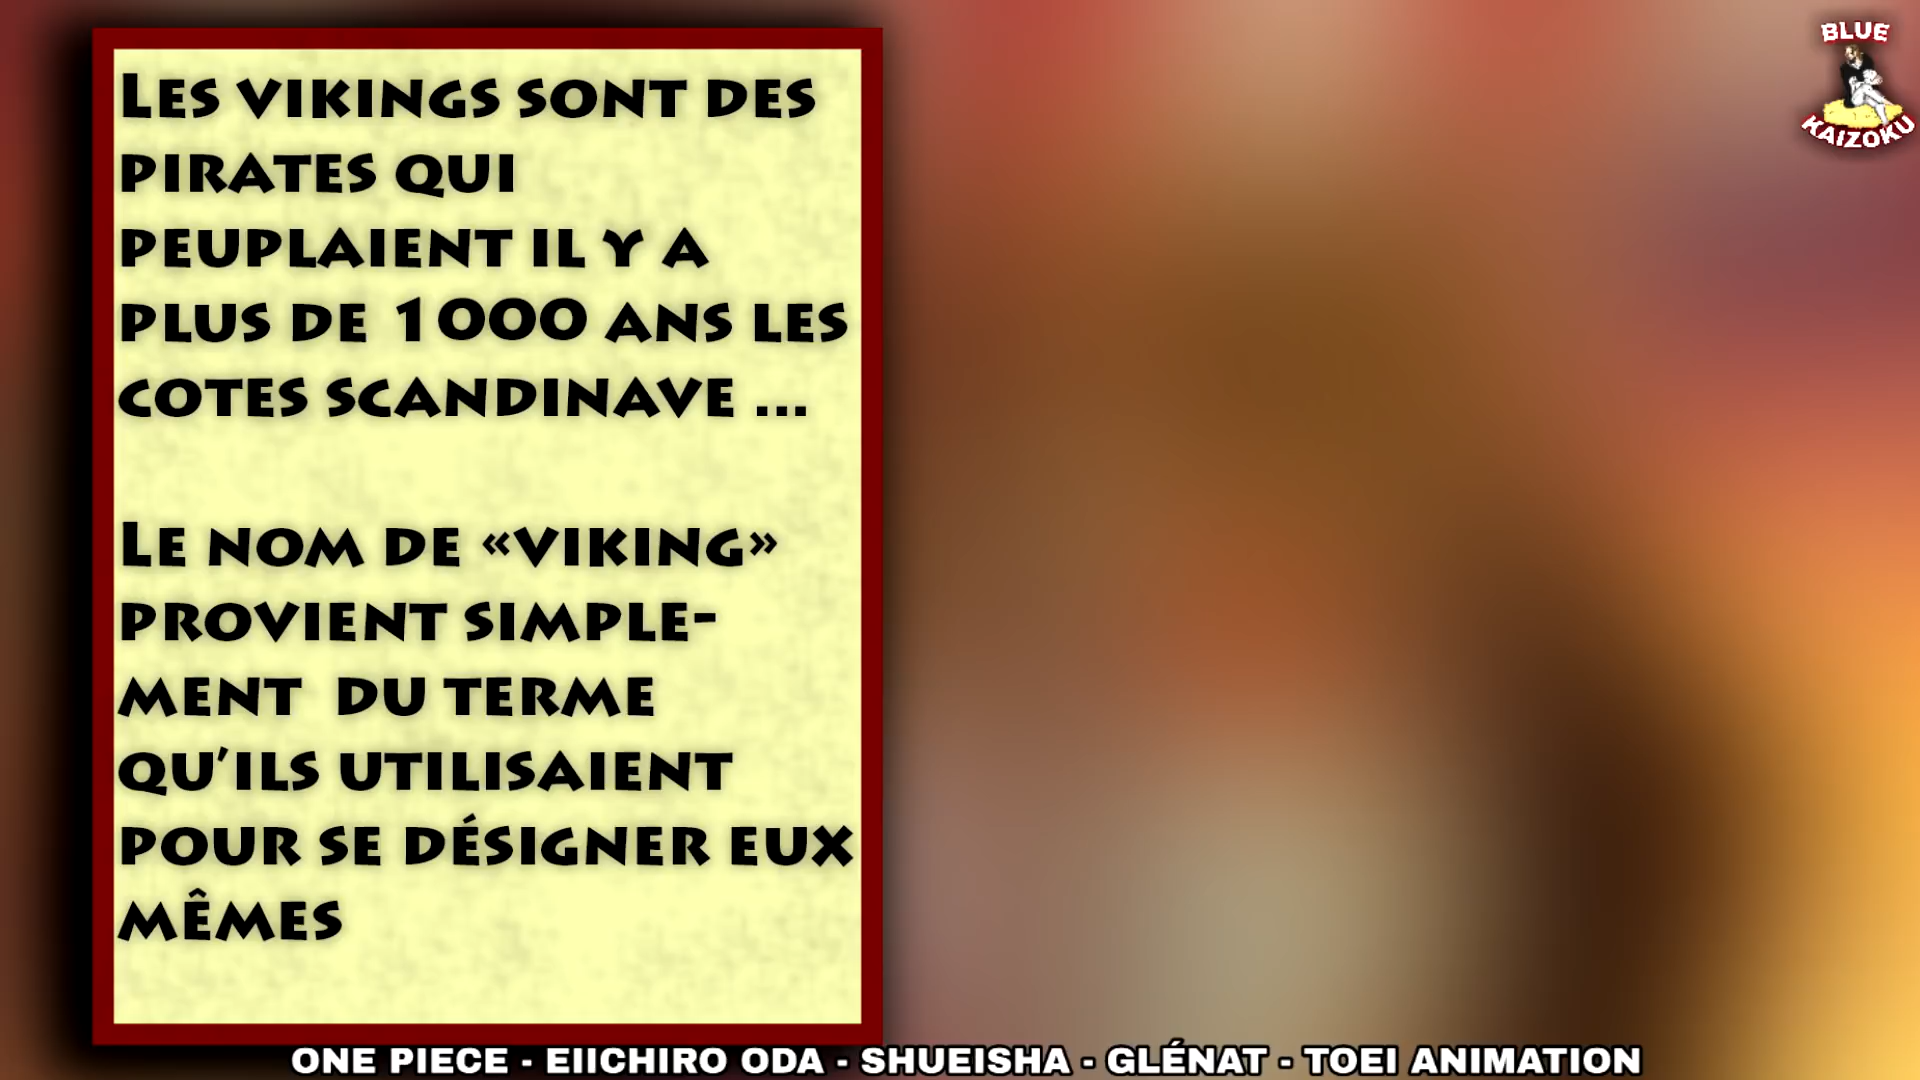 Les vikings sont des
pirates qui
peuplaient il y a
plus de 1000 ans les
cotes scandinave ...
Le nom de «viking»
provient simple-
ment du terme
qu'ils utilisaient
pour se désigner eux
mêmes
BLUE
KAIZOKU
ONE PIECE - EIICHIRO ODA - SHUEISHA - GLÉNAT - TOEI ANIMATION